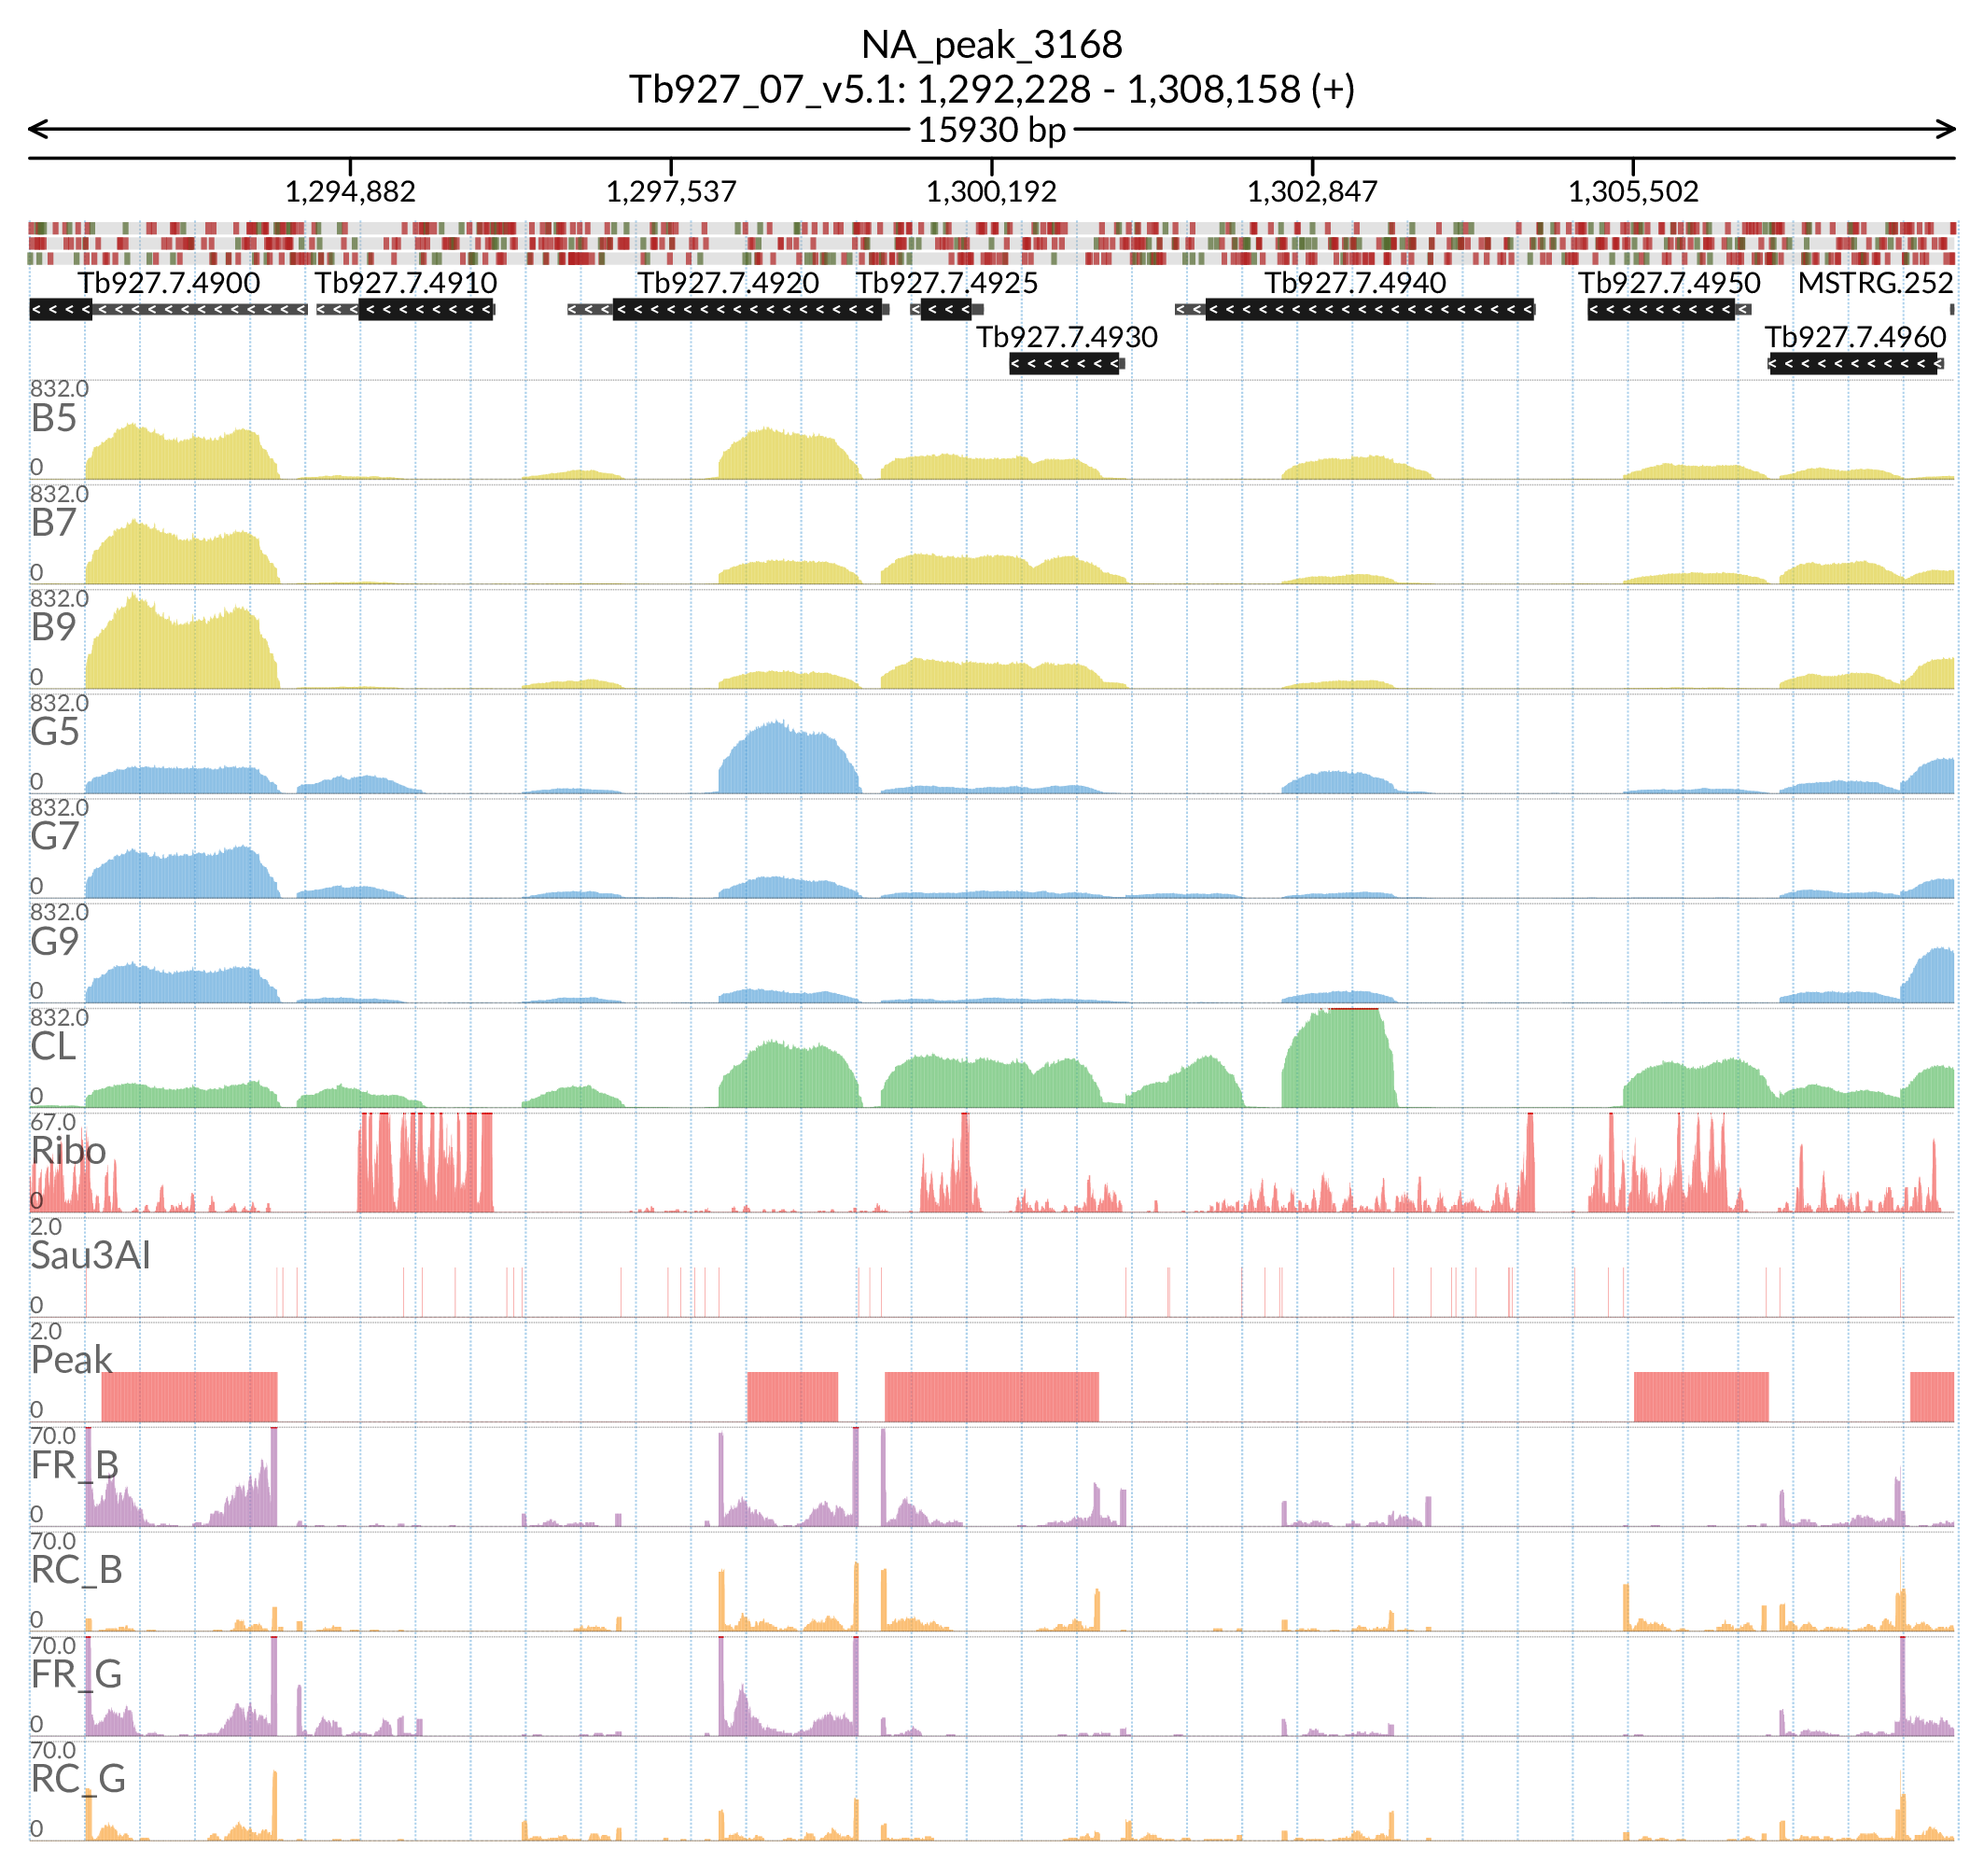 NA_peak_3168
Tb927_07_v5.1: 1,292,228 - 1,308,158 (+)
15930 bp
1,294,882 1,297,537 1,300,192 1,302,847 1,305,502
Tb927.7.4900 Tb927.7.4910 Tb927.7.4920 Tb927.7.4925 Tb927.7.4940 Tb927.7.4950 MSTRG.252
Tb927.7.4930 Tb927.7.4960
832.0
B5
0
832.0
B7
0
832.0
B9
0
832.0
G5
0
832.0
G7
0
832.0
G9
0
832.0
CL
0
67.0
Ribo
0
2.0
Sau3AI
0
2.0
Peak
0
70.0
FR_B
0
70.0
RC_B
0
70.0
FR_G
0
70.0
RC_G
0